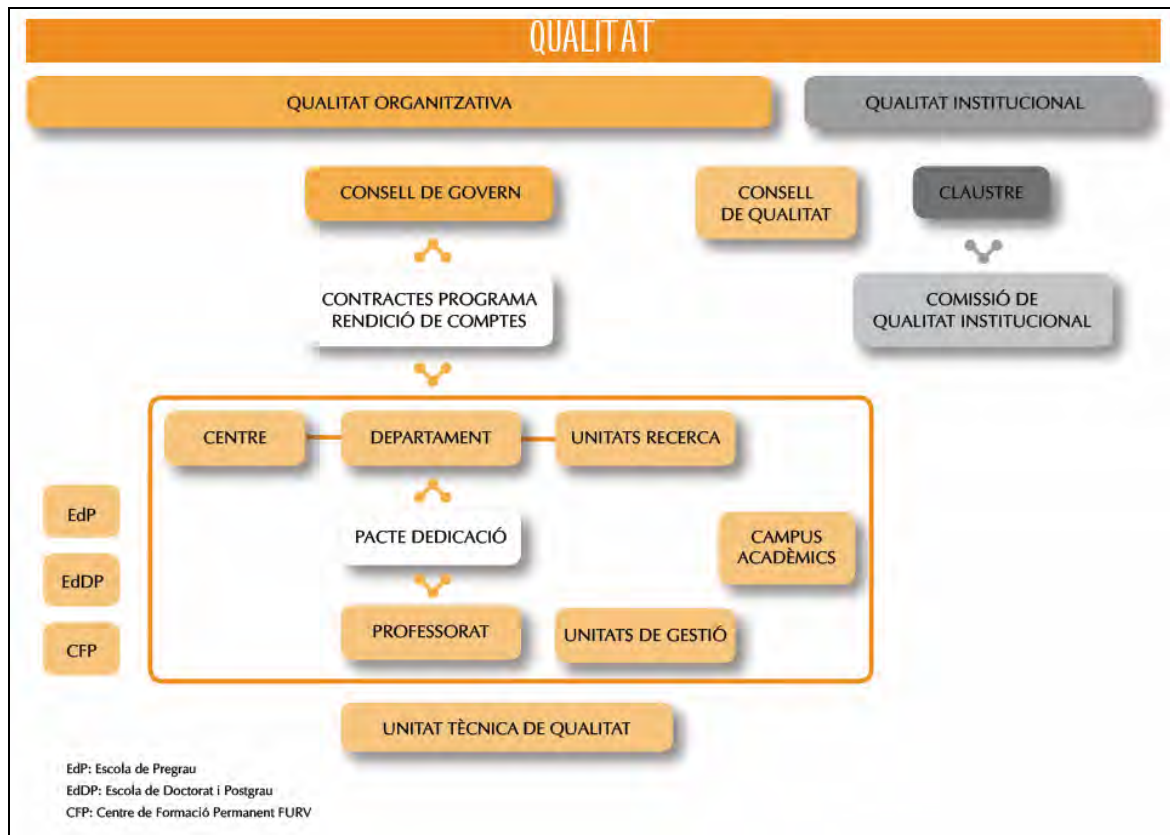 QUALITAT
QUALITAT ORGANITZATIVA
QUALITAT INSTITUCIONAL
CONSELL DE GOVERN
CONSELL
DE QUALITAT
CLAUSTRE
CONTRACTES PROGRAMA
RENDICIÓ DE COMPTES
COMISSIÓ DE
QUALITAT INSTITUCIONAL
CENTRE
DEPARTAMENT
UNITATS RECERCA
EdP
PACTE DEDICACIÓ
CAMPUS
ACADÈMICS
EdDP
PROFESSORAT
UNITATS DE GESTIÓ
CFP
UNITAT TÈCNICA DE QUALITAT
EdP: Escola de Pregrau
EdDP: Escola de Doctorat i Postgrau
CFP: Centre de Formació Permanent FURV